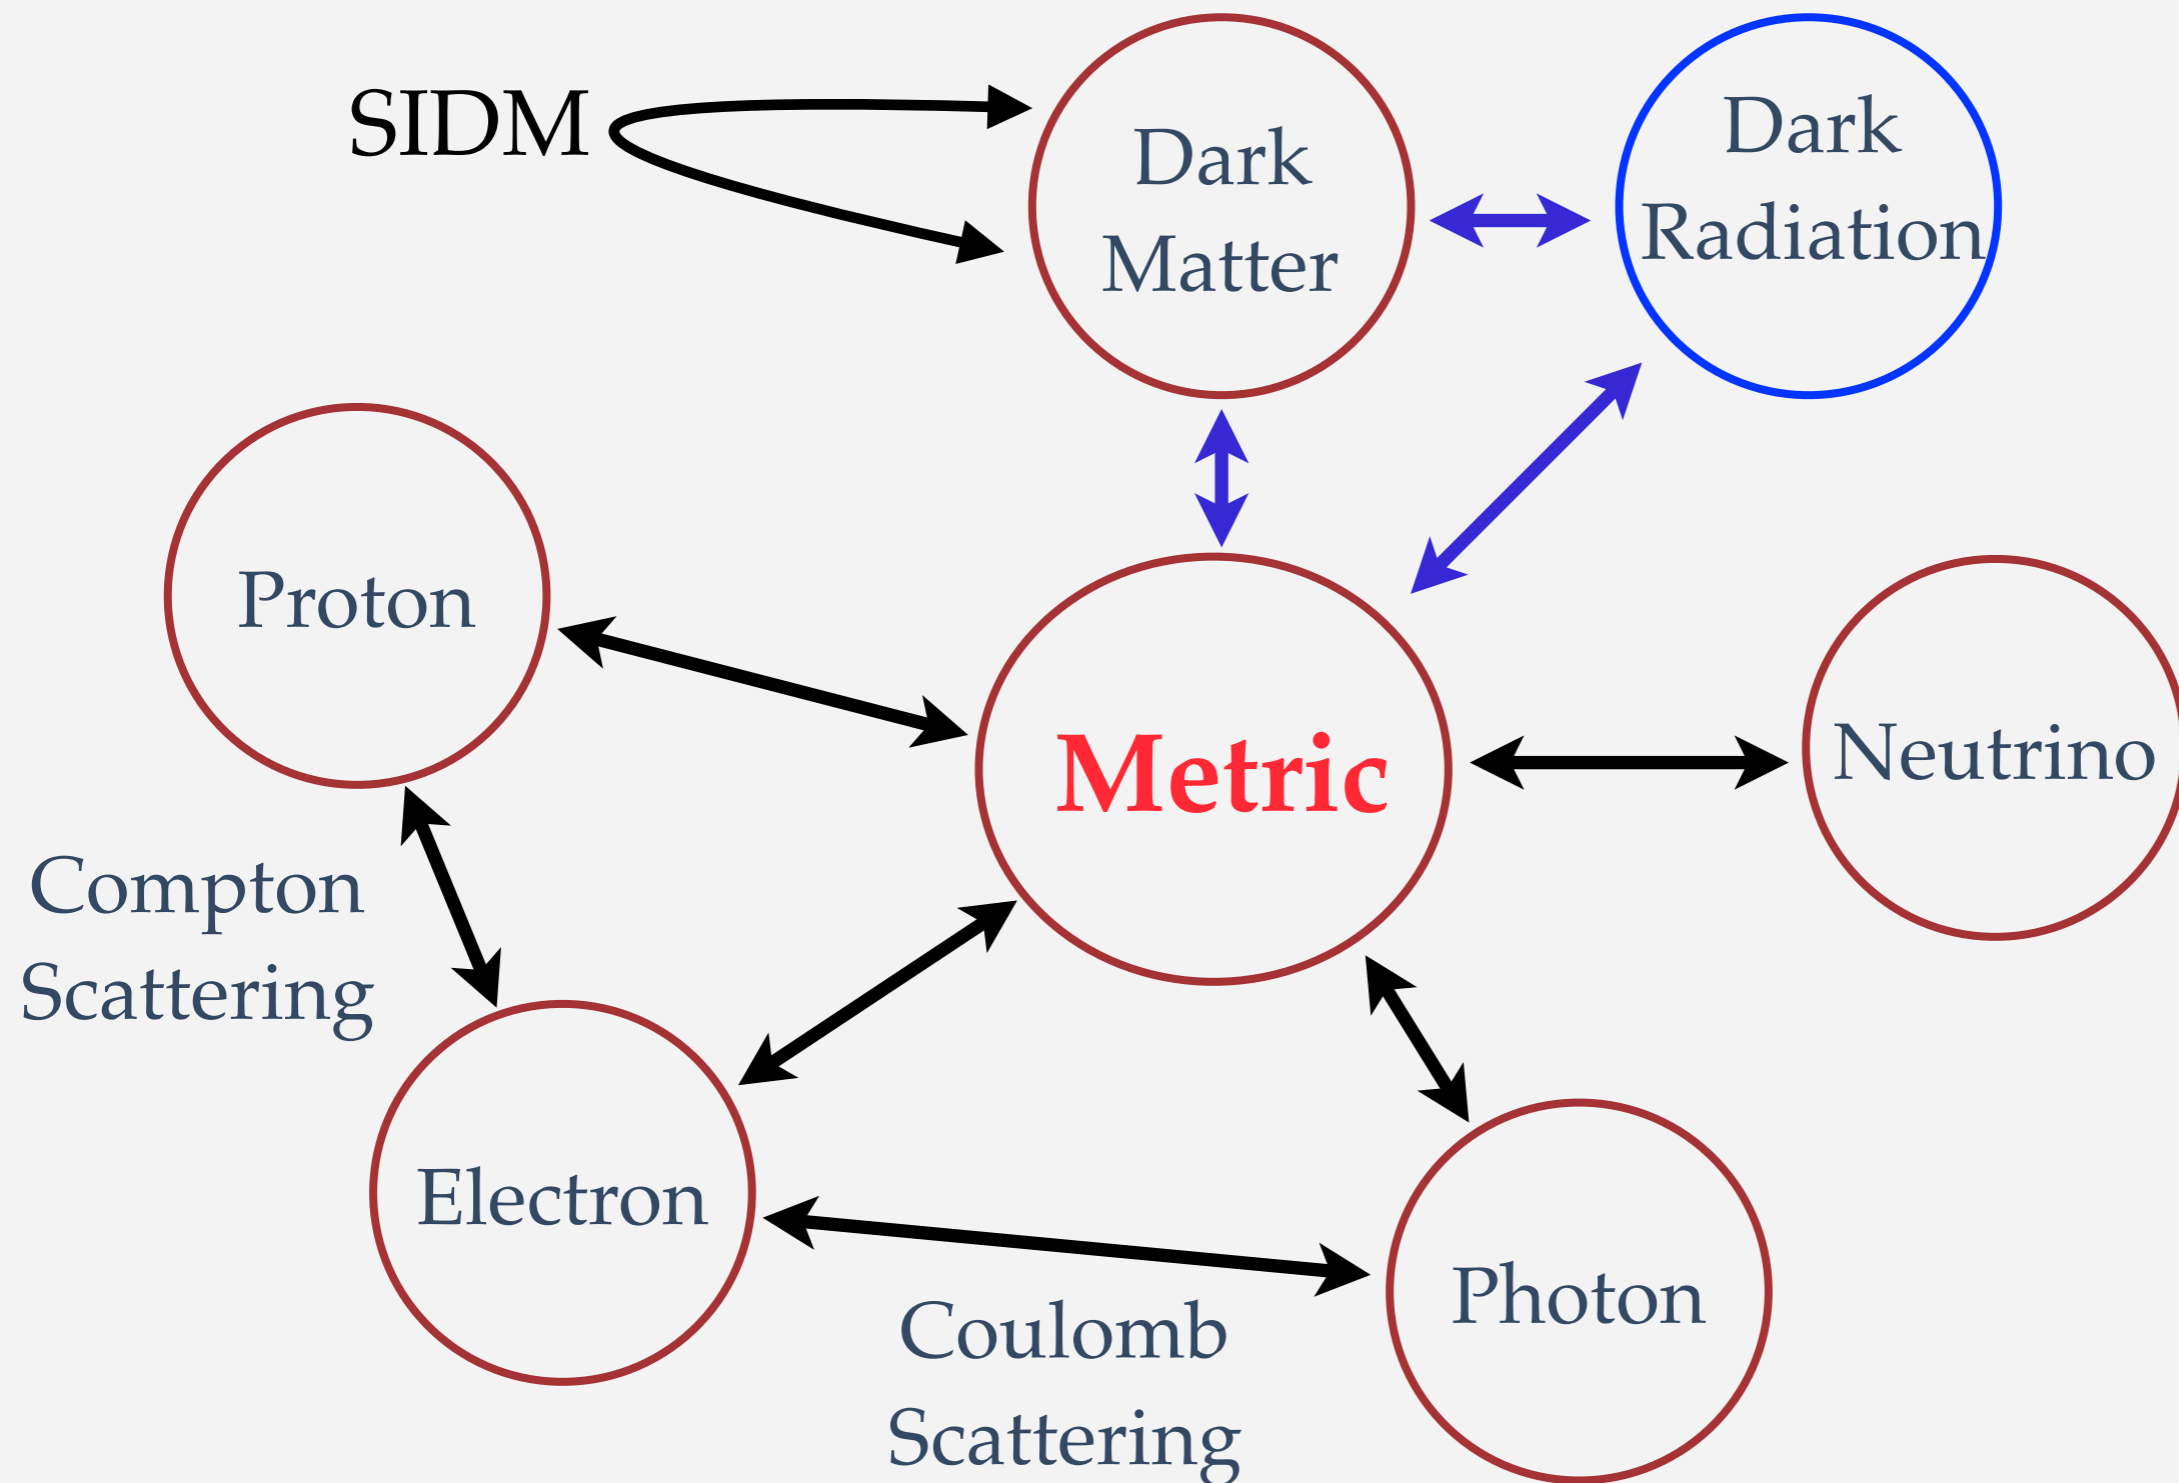 SIDM
Dark
Matter
Dark
Radiation
Proton
Metric
Neutrino
Compton
Scattering
Electron
Photon
Coulomb
Scattering